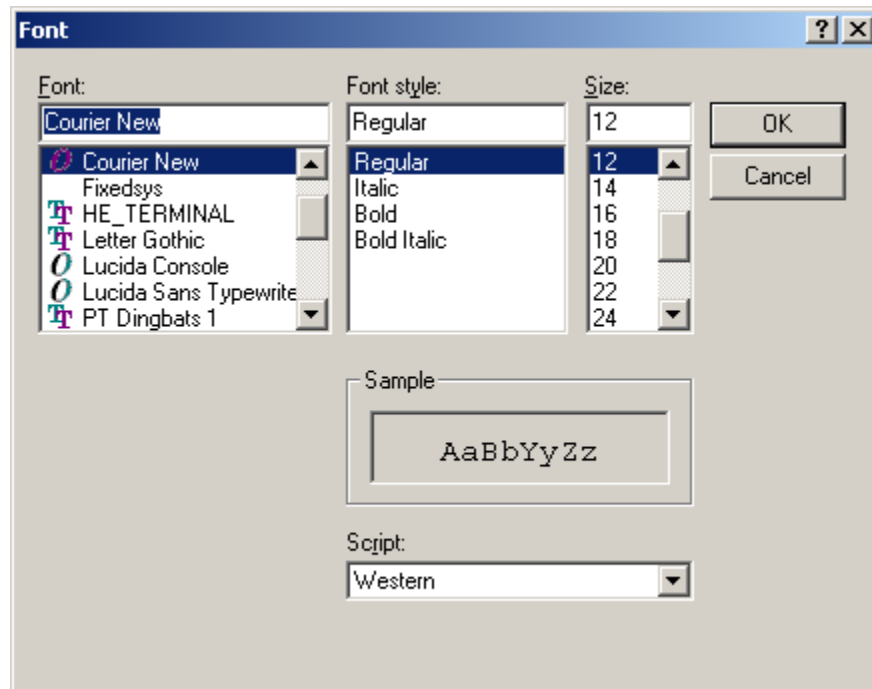 Font
Font:
Courier New
Courier New
Fixedsys
HE_TERMINAL
Letter Gothic
Lucida Console
Lucida Sans Typewrite
PT Dingbats 1
Font style:
Regular
Regular
Italic
Bold
Bold Italic
Size:
12
12
14
16
18
20
22
24
OK
Cancel
Sample
AaBbYyZz
Script:
Western